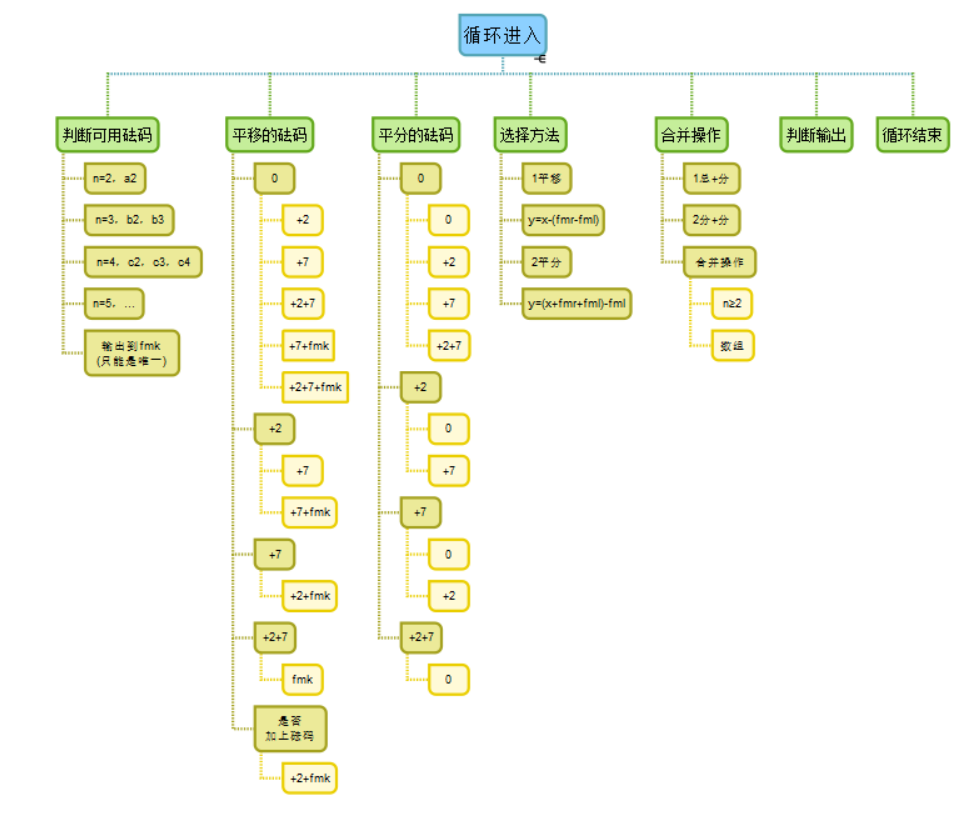 循环进入
判断可用砝码
n=2，a2
n=3，b2，b3
n=4，c2，c3，c4
n=5，…
输出到fmk
(只能是唯一)
平移的砝码
0
+2
+7
+2+7
+7+fmk
+2+7+fmk
+2
+7
+7+fmk
+7
+2+fmk
+2+7
fmk
是否
加上砝码
+2+fmk
平分的砝码
0
0
+2
+7
+2+7
+2
0
+7
+7
0
+2
+2+7
0
选择方法
1平移
y=x-(fmr-fml)
2平分
y=(x+fmr+fml)-fml
合并操作
1总+分
2分+分
合并操作
n≥2
数组
判断输出
循环结束